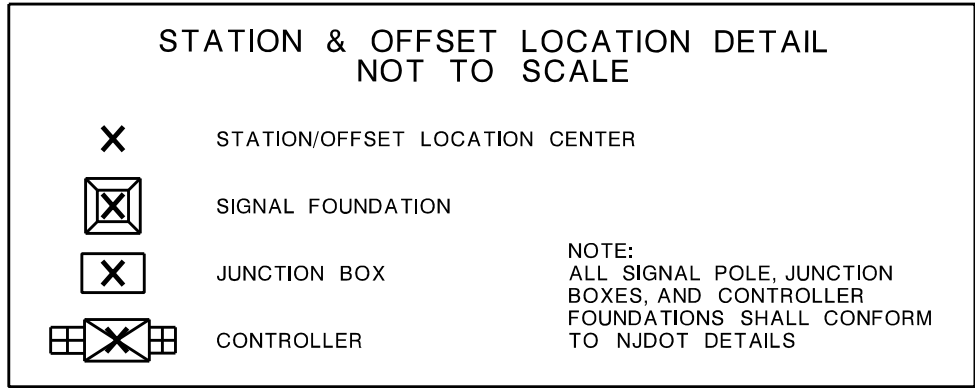 STATION & OFFSET LOCATION DETAIL
NOT TO SCALE
STATION/OFFSET LOCATION CENTER
SIGNAL FOUNDATION
JUNCTION BOX
CONTROLLER
NOTE:
ALL SIGNAL POLE, JUNCTION
BOXES, AND CONTROLLER
FOUNDATIONS SHALL CONFORM
TO NJDOT DETAILS